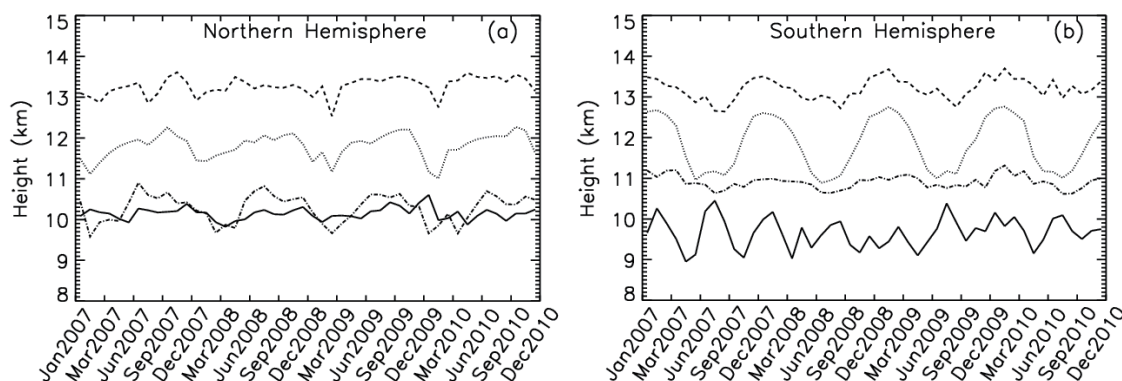 Northern Hemisphere (a)
15
14
13
12
11
10
9
8
Height (km)
Jan2007
Mar2007
Jun2007
Sep2007
Dec2007
Mar2008
Jun2008
Sep2008
Dec2008
Mar2009
Jun2009
Sep2009
Dec2009
Mar2010
Jun2010
Sep2010
Dec2010
Southern Hemisphere (b)
15
14
13
12
11
10
9
8
Height (km)
Jan2007
Mar2007
Jun2007
Sep2007
Dec2007
Mar2008
Jun2008
Sep2008
Dec2008
Mar2009
Jun2009
Sep2009
Dec2009
Mar2010
Jun2010
Sep2010
Dec2010